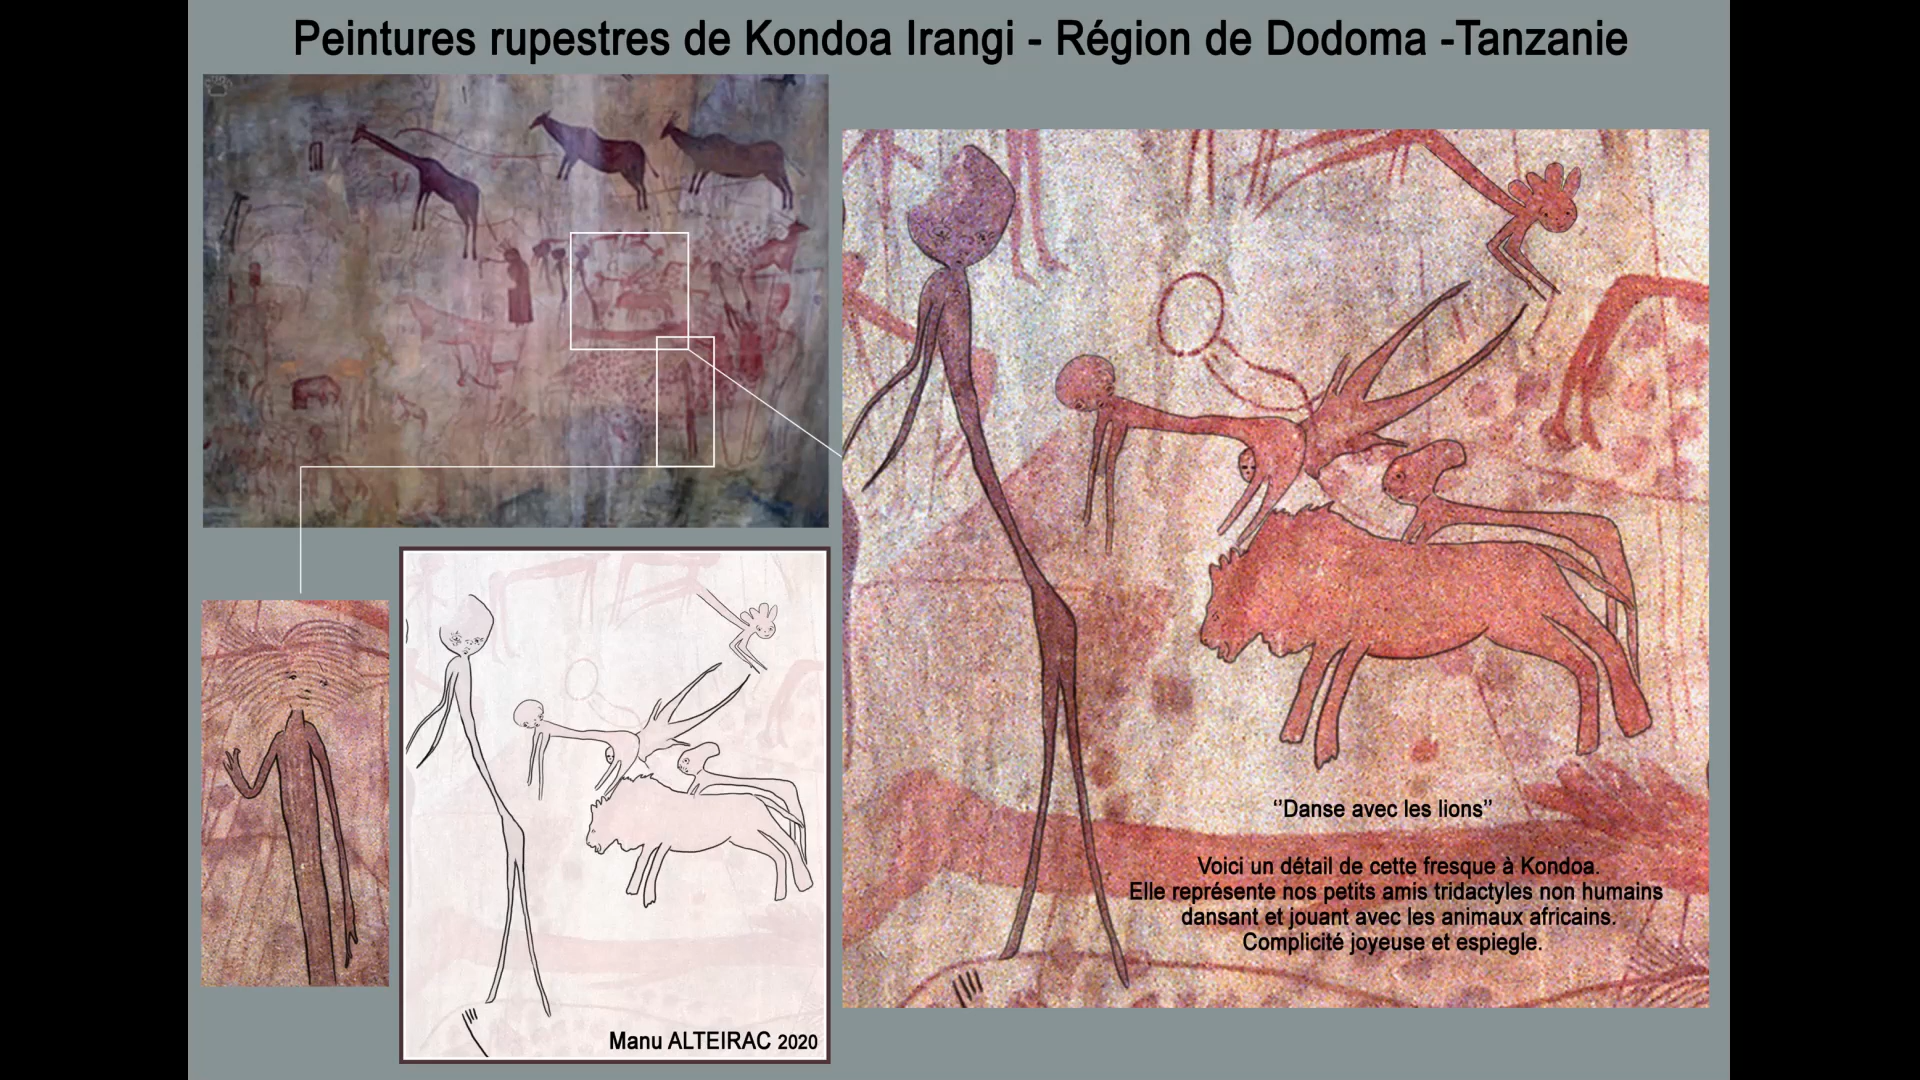 Peintures rupestres de Kondoa Irangi - Région de Dodoma -Tanzanie
‘’Danse avec les lions’’
Voici un détail de cette fresque à Kondoa.
Elle représente nos petits amis tridactyles non humains
dansant et jouant avec les animaux africains.
Complicité joyeuse et espiegle.
Manu ALTEIRAC 2020